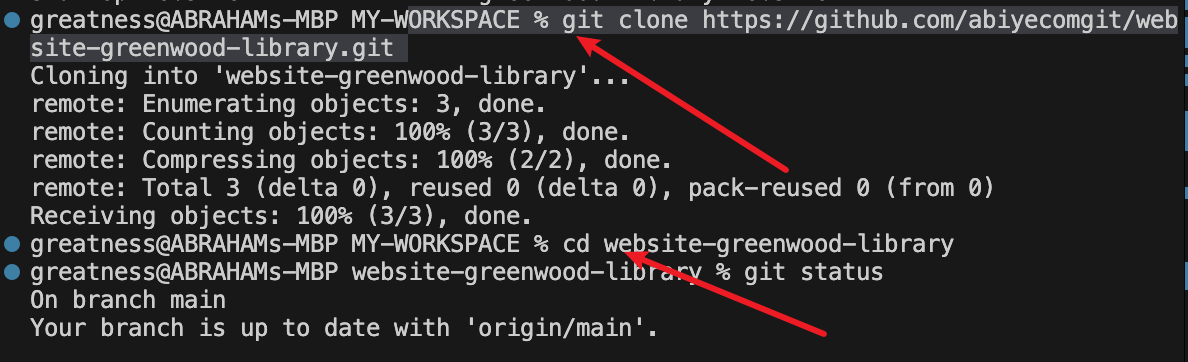 greatness@ABRAHAMs-MBP MY-WORKSPACE % git clone https://github.com/abiyecomgit/web
site-greenwood-library.git
Cloning into 'website-greenwood-library'...
remote: Enumerating objects: 3, done.
remote: Counting objects: 100% (3/3), done.
remote: Compressing objects: 100% (2/2), done.
remote: Total 3 (delta 0), reused 0 (delta 0), pack-reused 0 (from 0)
Receiving objects: 100% (3/3), done.
greatness@ABRAHAMs-MBP MY-WORKSPACE % cd website-greenwood-library
greatness@ABRAHAMs-MBP website-greenwood-library % git status
On branch main
Your branch is up to date with 'origin/main'.